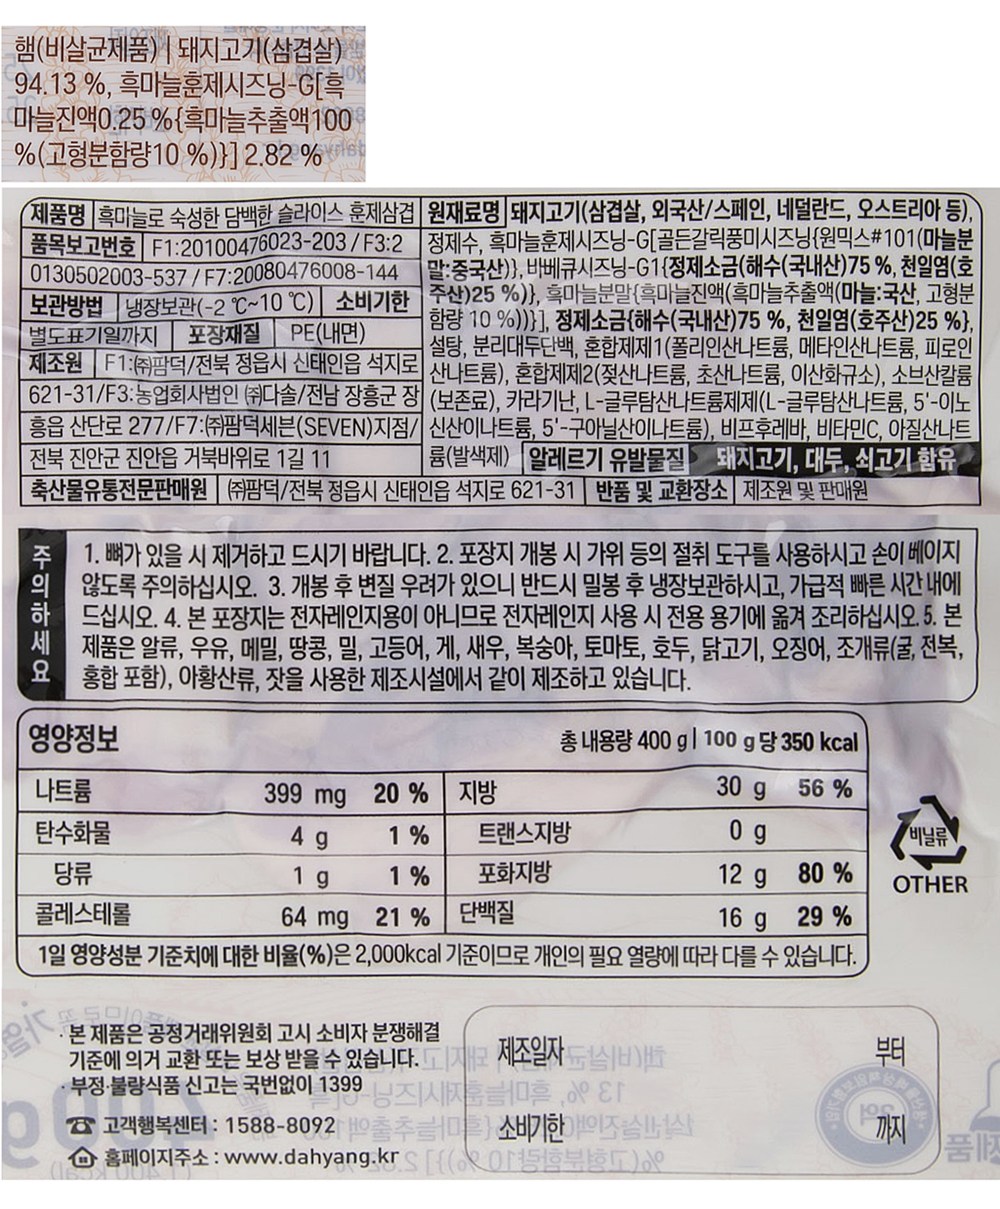 햄(비살균제품) | 돼지고기(삼겹살)
94.13 %, 흑마늘훈제시즈닝-G[흑
마늘진액0.25 %{흑마늘추출액100
%(고형분함량10 %)}] 2.82 %
제품명 흑마늘로 숙성한 담백한 슬라이스 훈제삼겹
품목보고번호 F1:20100476023-203 / F3:2
0130502003-537 / F7:20080476008-144
보관방법 냉장보관(-2 ℃~10 ℃) 소비기한
별도표기일까지 포장재질 PE(내면)
제조원 F1:㈜팜덕/전북 정읍시 신태인읍 석지로
621-31/F3:농업회사법인 ㈜다솔/전남 장흥군 장
흥읍 산단로 277/F7:㈜팜덕세븐(SEVEN)지점/
전북 진안군 진안읍 거북바위로 1길 11
원재료명 돼지고기(삼겹살, 외국산/스페인, 네덜란드, 오스트리아 등),
정제수, 흑마늘훈제시즈닝-G[골든갈릭풍미시즈닝{원믹스#101(마늘분
말:중국산)}, 바베큐시즈닝-G1{정제소금(해수(국내산)75 %, 천일염(호
주산)25 %)}, 흑마늘분말{흑마늘진액(흑마늘추출액(마늘:국산, 고형분
함량 10 %))}], 정제소금{해수(국내산)75 %, 천일염(호주산)25 %},
설탕, 분리대두단백, 혼합제제1(폴리인산나트륨, 메타인산나트륨, 피로인
산나트륨), 혼합제제2(젖산나트륨, 초산나트륨, 이산화규소), 소브산칼륨
(보존료), 카라기난, L-글루탐산나트륨제제(L-글루탐산나트륨, 5'-이노
신산이나트륨, 5'-구아닐산이나트륨), 비프후레바, 비타민C, 아질산나트
륨(발색제) 알레르기 유발물질 돼지고기, 대두, 쇠고기 함유
축산물유통전문판매원 ㈜팜덕/전북 정읍시 신태인읍 석지로 621-31 반품 및 교환장소 제조원 및 판매원
주의하세요
1. 뼈가 있을 시 제거하고 드시기 바랍니다. 2. 포장지 개봉 시 가위 등의 절취 도구를 사용하시고 손이 베이지
않도록 주의하십시오. 3. 개봉 후 변질 우려가 있으니 반드시 밀봉 후 냉장보관하시고, 가급적 빠른 시간 내에
드십시오. 4. 본 포장지는 전자레인지용이 아니므로 전자레인지 사용 시 전용 용기에 옮겨 조리하십시오. 5. 본
제품은 알류, 우유, 메밀, 땅콩, 밀, 고등어, 게, 새우, 복숭아, 토마토, 호두, 닭고기, 오징어, 조개류(굴, 전복,
홍합 포함), 아황산류, 잣을 사용한 제조시설에서 같이 제조하고 있습니다.
영양정보 총 내용량 400 g | 100 g당 350 kcal
나트륨 399 mg 20 % 지방 30 g 56 %
탄수화물 4 g 1 % 트랜스지방 0 g
당류 1 g 1 % 포화지방 12 g 80 %
콜레스테롤 64 mg 21 % 단백질 16 g 29 %
1일 영양성분 기준치에 대한 비율(%)은 2,000kcal 기준이므로 개인의 필요 열량에 따라 다를 수 있습니다.
비닐류
OTHER
· 본 제품은 공정거래위원회 고시 소비자 분쟁해결
기준에 의거 교환 또는 보상 받을 수 있습니다.
· 부정·불량식품 신고는 국번없이 1399
☎ 고객행복센터 : 1588-8092
홈페이지주소 : www.dahyang.kr
제조일자 부터
소비기한 까지